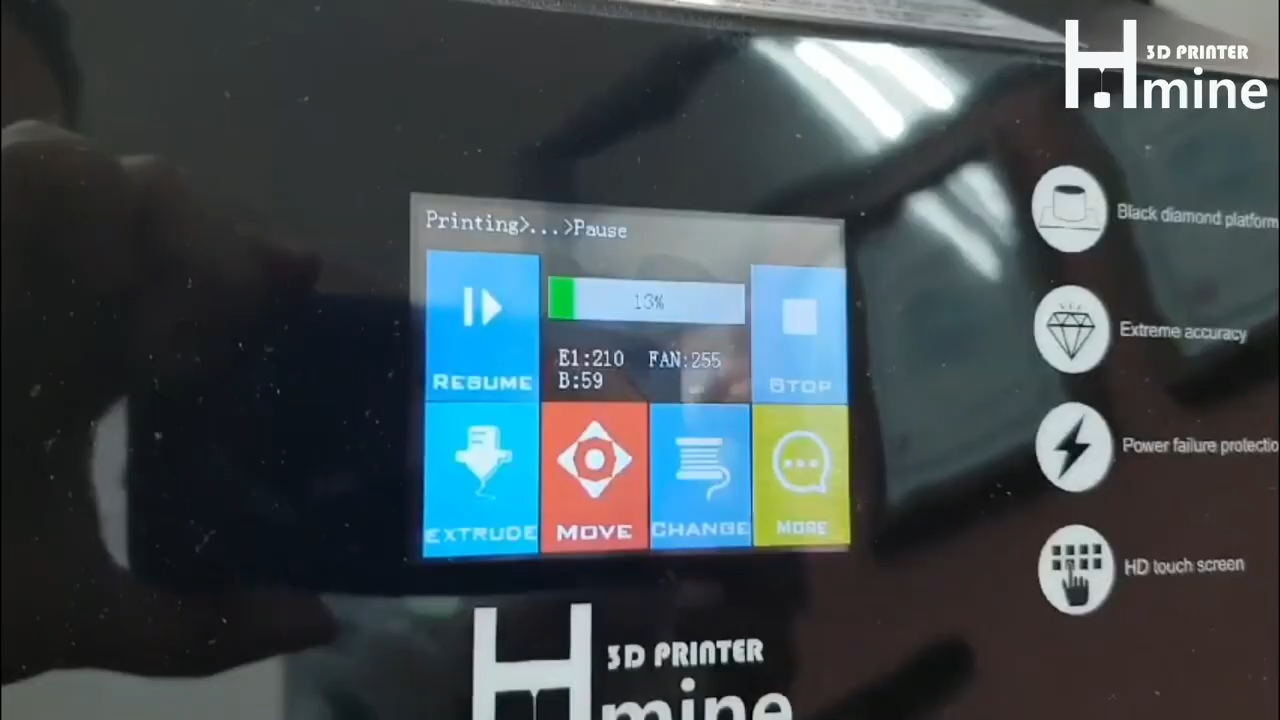 3D PRINTER
Hmine
Printing>...>Pause
13%
E1:210 FAN:255
B:59
RESUME
STOP
EXTRUDE
MOVE
CHANGE
MORE
Black diamond platform
Extreme accuracy
Power failure protectio
HD touch screen
3D PRINTER
Hmine